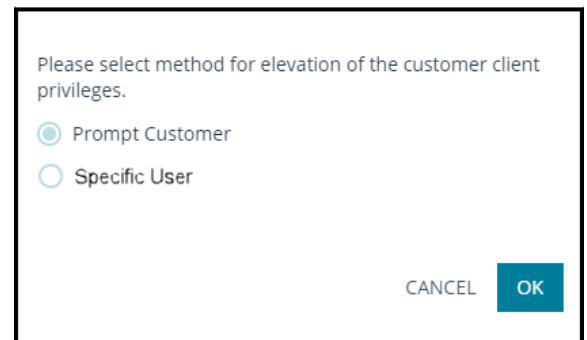 Please select method for elevation of the customer client
privileges.
Prompt Customer
Specific User
CANCEL OK